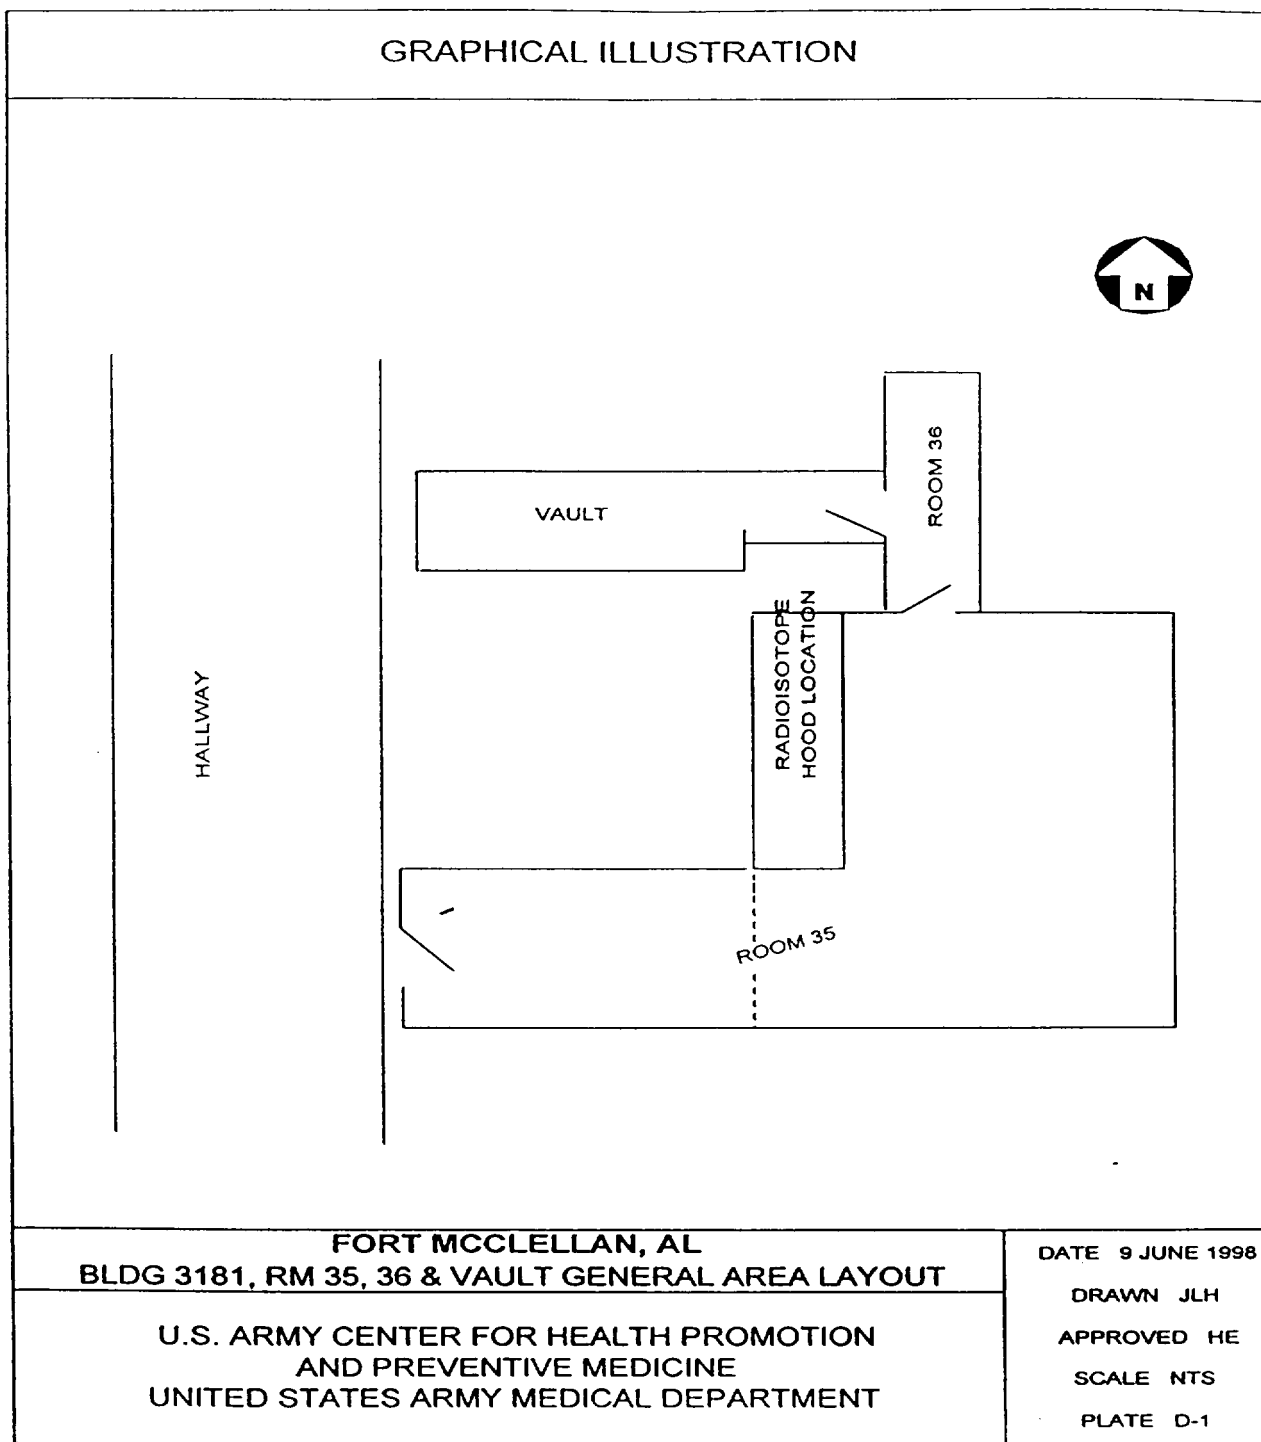 GRAPHICAL ILLUSTRATION
N
ROOM 36
VAULT
RADIOISOTOPE
HOOD LOCATION
HALLWAY
ROOM 35
FORT MCCLELLAN, AL
BLDG 3181, RM 35, 36 & VAULT GENERAL AREA LAYOUT
U.S. ARMY CENTER FOR HEALTH PROMOTION
AND PREVENTIVE MEDICINE
UNITED STATES ARMY MEDICAL DEPARTMENT
DATE 9 JUNE 1998
DRAWN JLH
APPROVED HE
SCALE NTS
PLATE D-1